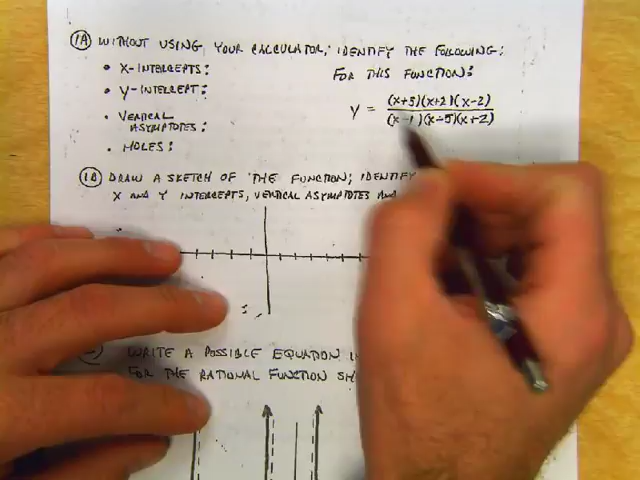 1A WITHOUT USING YOUR CALCULATOR, IDENTIFY THE FOLLOWING:
• X-INTERCEPTS: FOR THIS FUNCTION:
• Y-INTERCEPT:
• VERTICAL ASYMPTOTES:
• HOLES:
Y = (x+5)(x+2)(x-2)
(x-1)(x-5)(x+2)
1B DRAW A SKETCH OF THE FUNCTION, IDENTIFY
X AND Y INTERCEPTS, VERTICAL ASYMPTOTES AND
WRITE A POSSIBLE EQUATION
FOR THE RATIONAL FUNCTION